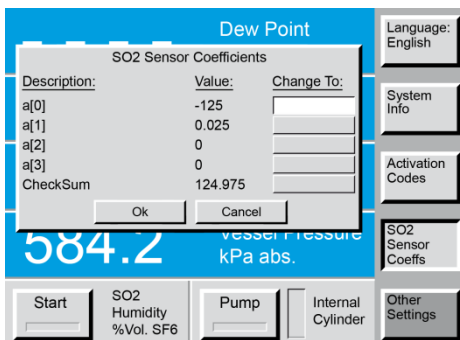 Dew Point
SO2 Sensor Coefficients
Description: Value: Change To:
a[0] -125
a[1] 0.025
a[2] 0
a[3] 0
CheckSum 124.975
Ok Cancel
584.2 Vessel Pressure
kPa abs.
Start
SO2
Humidity
%Vol. SF6
Pump
Internal
Cylinder
Language:
English
System
Info
Activation
Codes
SO2
Sensor
Coeffs
Other
Settings